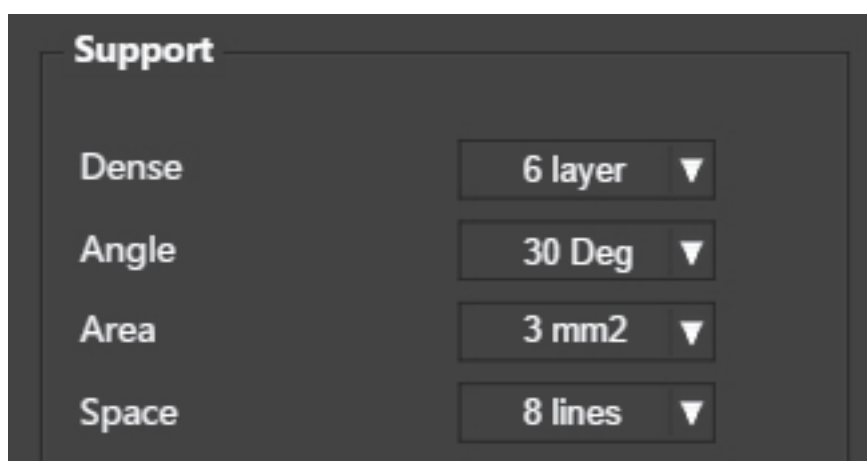 Support
Dense 6 layer ▼
Angle 30 Deg ▼
Area 3 mm2 ▼
Space 8 lines ▼